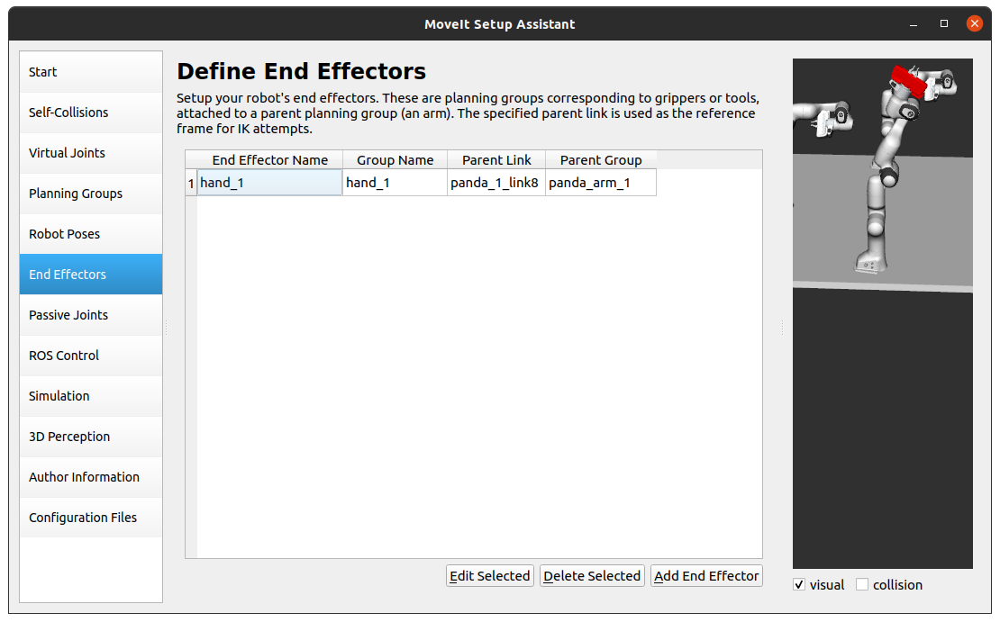 MoveIt Setup Assistant
Start
Self-Collisions
Virtual Joints
Planning Groups
Robot Poses
End Effectors
Passive Joints
ROS Control
Simulation
3D Perception
Author Information
Configuration Files
Define End Effectors
Setup your robot's end effectors. These are planning groups corresponding to grippers or tools,
attached to a parent planning group (an arm). The specified parent link is used as the reference
frame for IK attempts.
End Effector Name Group Name Parent Link Parent Group
1 hand_1 hand_1 panda_1_link8 panda_arm_1
Edit Selected Delete Selected Add End Effector
visual collision